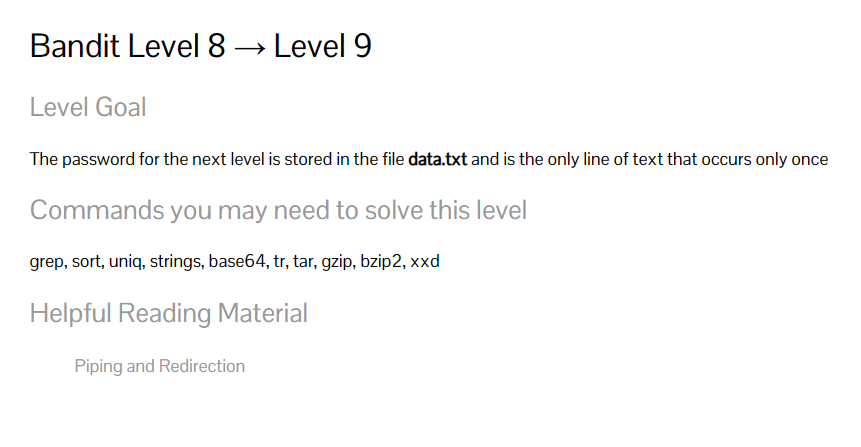 Bandit Level 8 → Level 9
Level Goal
The password for the next level is stored in the file data.txt and is the only line of text that occurs only once
Commands you may need to solve this level
grep, sort, uniq, strings, base64, tr, tar, gzip, bzip2, xxd
Helpful Reading Material
Piping and Redirection